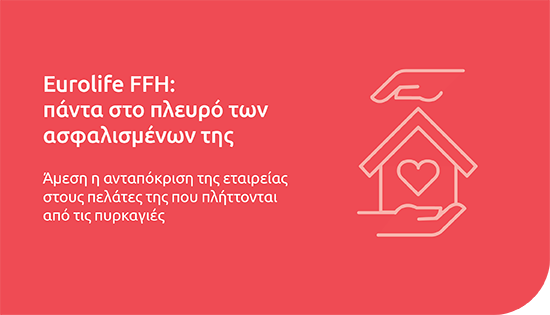 Eurolife FFH:
πάντα στο πλευρό των
ασφαλισμένων της
Άμεση η ανταπόκριση της εταιρείας
στους πελάτες της που πλήττονται
από τις πυρκαγιές